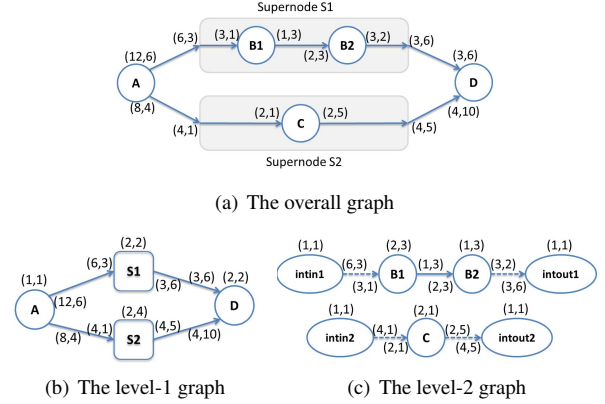 Supernode S1
(6,3) (3,1) B1 (1,3) (2,3) B2 (3,2) (3,6)
(12,6) (3,6)
A D
(8,4) (4,10)
(4,1) (2,1) C (2,5) (4,5)
Supernode S2
(a) The overall graph
(2,2)
(6,3) S1 (3,6)
(1,1) (3,6) (2,2)
A (12,6) D
(2,4)
(8,4) (4,1) S2 (4,5) (4,10)
(b) The level-1 graph
(1,1) (2,3) (1,3) (1,1)
intin1 (6,3) (3,1) B1 (1,3) (2,3) B2 (3,2) (3,6) intout1
(1,1) (2,1) (1,1)
intin2 (4,1) (2,1) C (2,5) (4,5) intout2
(c) The level-2 graph